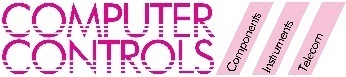 COMPUTER
CONTROLS
Components
Instruments
Telecom